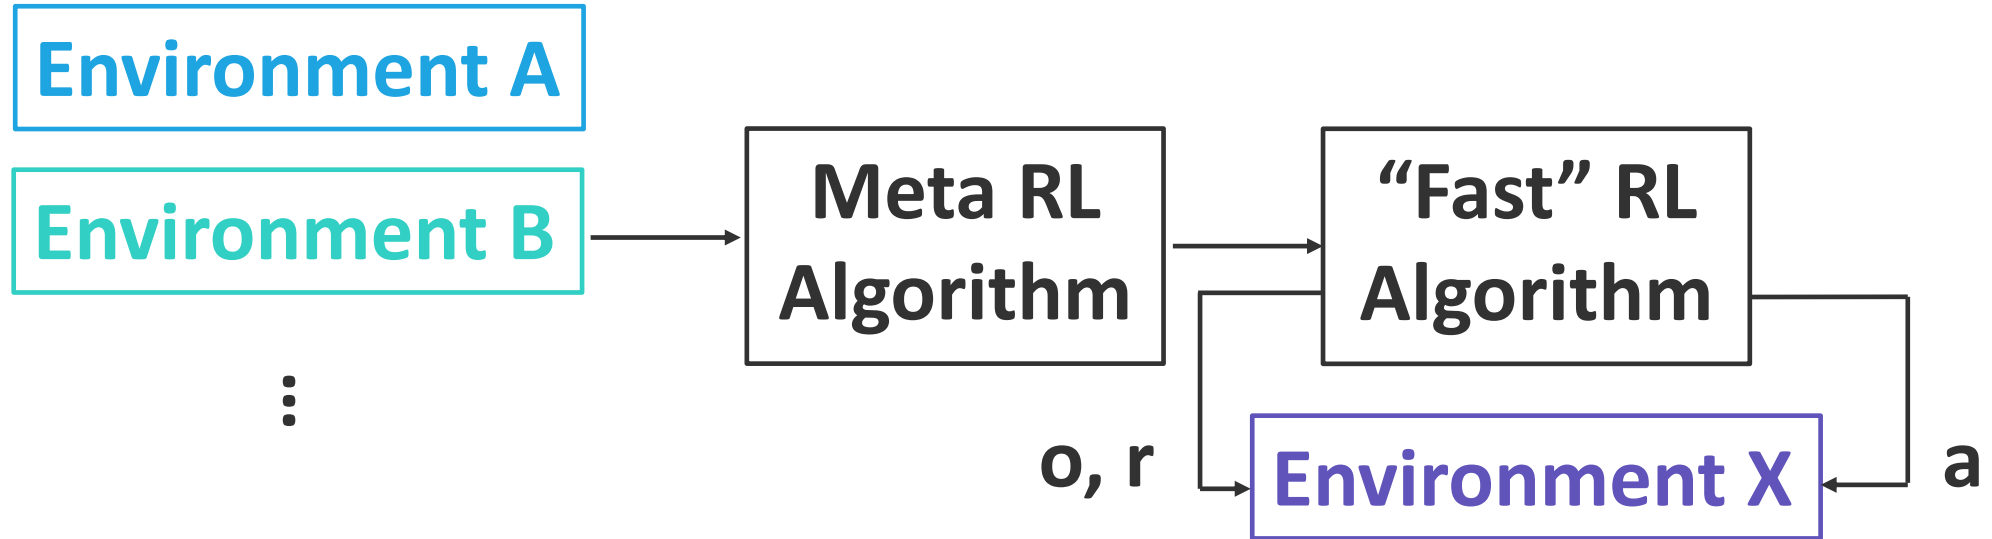 Environment A
Environment B
⋮
Meta RL
Algorithm
“Fast” RL
Algorithm
o, r
Environment X
a